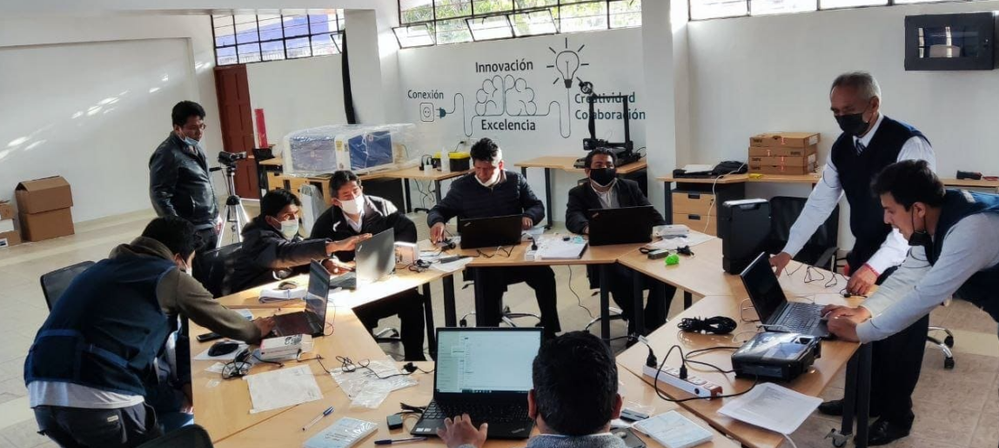 Innovación
Conexión
Creatividad
Colaboración
Excelencia